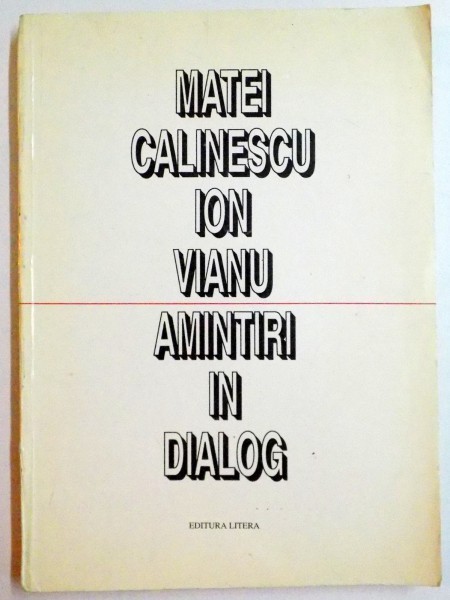 MATEI
CALINESCU
ION
VIANU
AMINTIRI
IN
DIALOG
EDITURA LITERA